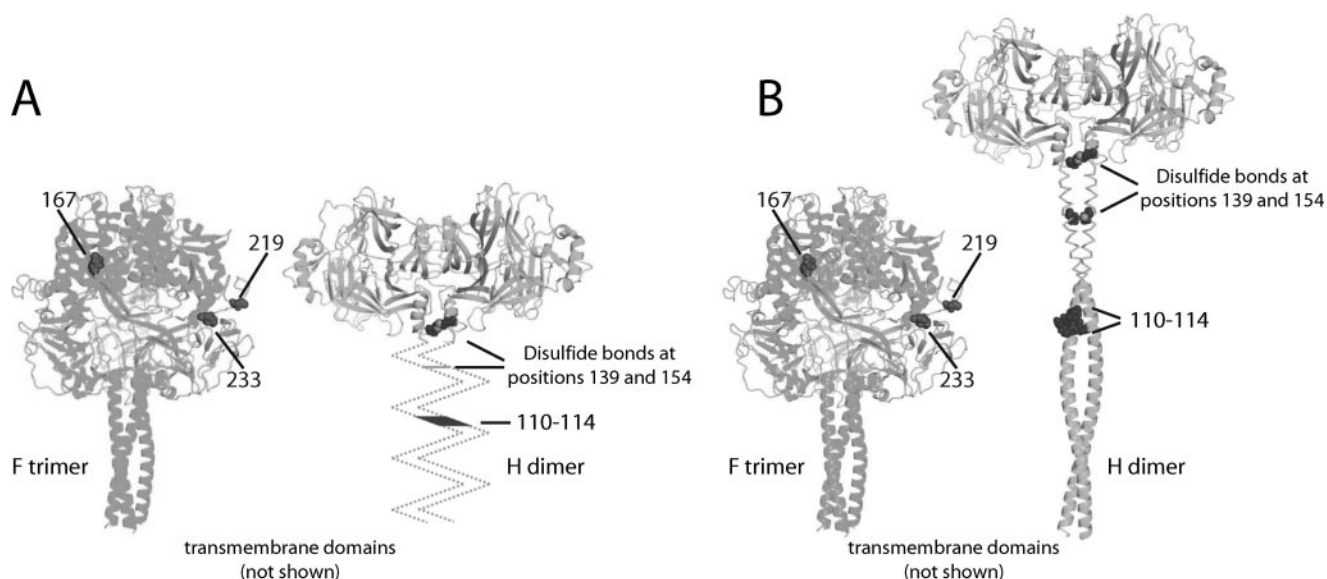 A
167
219
233
Disulfide bonds at
positions 139 and 154
110-114
F trimer
H dimer
transmembrane domains
(not shown)
B
Disulfide bonds at
positions 139 and 154
167
219
110-114
233
F trimer
H dimer
transmembrane domains
(not shown)